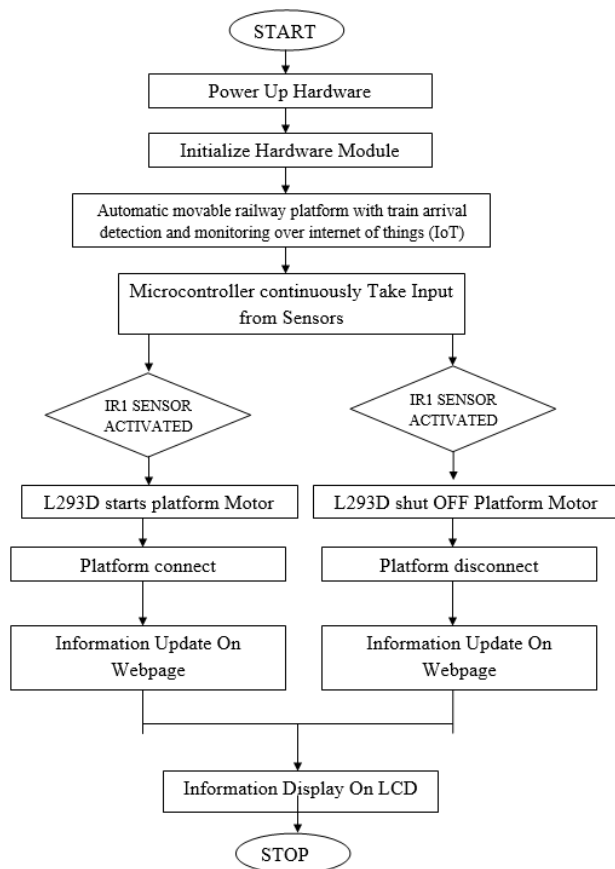 START
Power Up Hardware
Initialize Hardware Module
Automatic movable railway platform with train arrival
detection and monitoring over internet of things (IoT)
Microcontroller continuously Take Input
from Sensors
IR1 SENSOR
ACTIVATED
IR1 SENSOR
ACTIVATED
L293D starts platform Motor
L293D shut OFF Platform Motor
Platform connect
Platform disconnect
Information Update On
Webpage
Information Update On
Webpage
Information Display On LCD
STOP